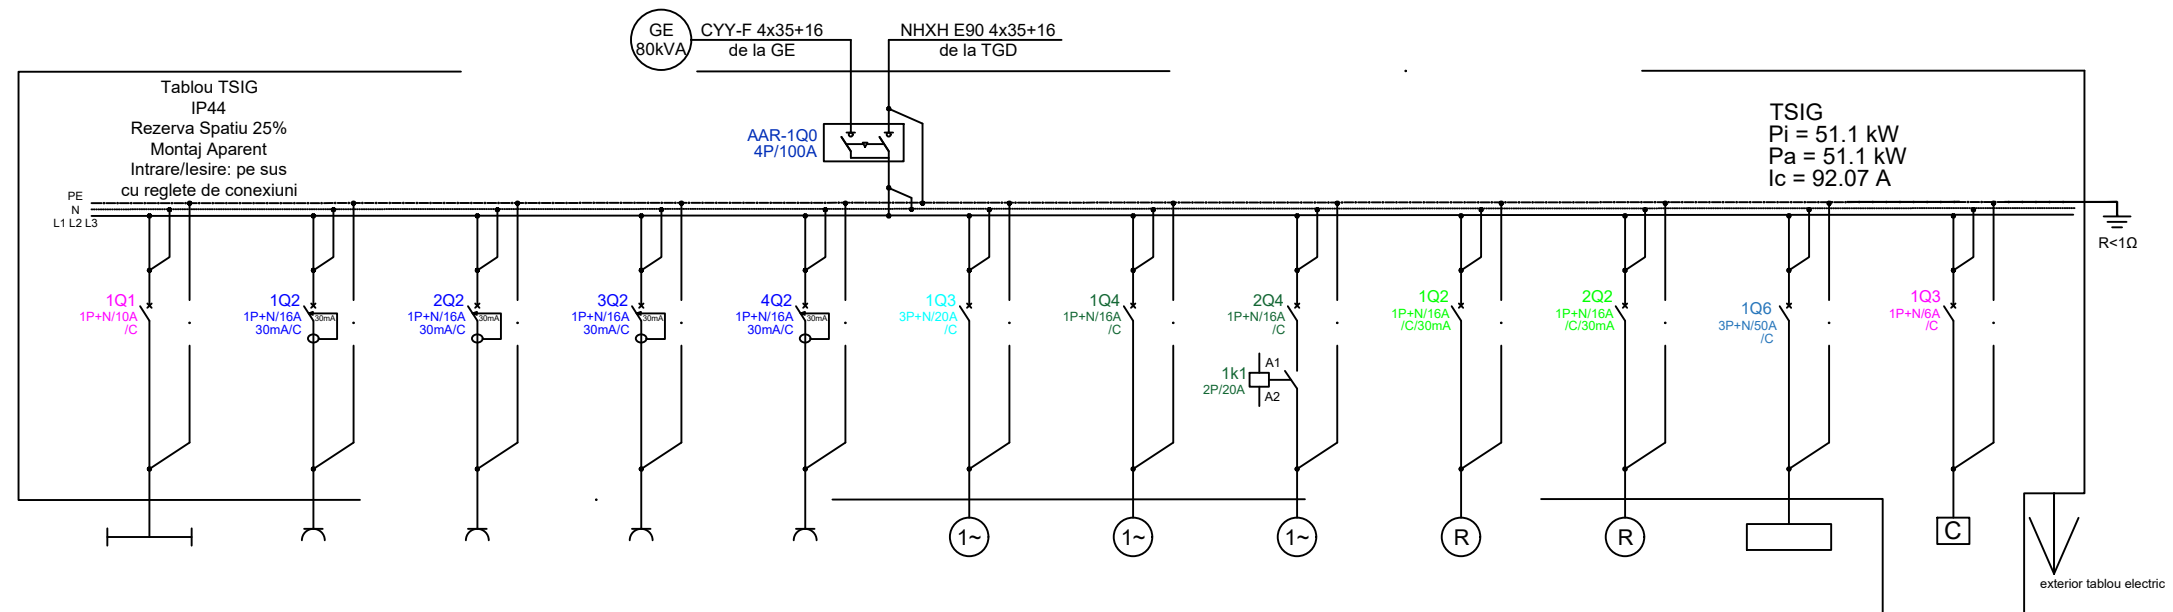 GE
80kVA
CYY-F 4x35+16
de la GE
NHXH E90 4x35+16
de la TGD
Tablou TSIG
IP44
Rezerva Spatiu 25%
Montaj Aparent
Intrare/Iesire: pe sus
cu reglete de conexiuni
AAR-1Q0
4P/100A
TSIG
Pi = 51.1 kW
Pa = 51.1 kW
Ic = 92.07 A
PE
N
L1 L2 L3
R<1Ω
1Q1
1P+N/10A
/C
1Q2
1P+N/16A
30mA/C
30mA
2Q2
1P+N/16A
30mA/C
30mA
3Q2
1P+N/16A
30mA/C
30mA
4Q2
1P+N/16A
30mA/C
30mA
1Q3
3P+N/20A
/C
1Q4
1P+N/16A
/C
2Q4
1P+N/16A
/C
1k1
2P/20A
A1
A2
1Q2
1P+N/16A
/C/30mA
2Q2
1P+N/16A
/C/30mA
1Q6
3P+N/50A
/C
1Q3
1P+N/6A
/C
1~
1~
1~
R
R
C
exterior tablou electric